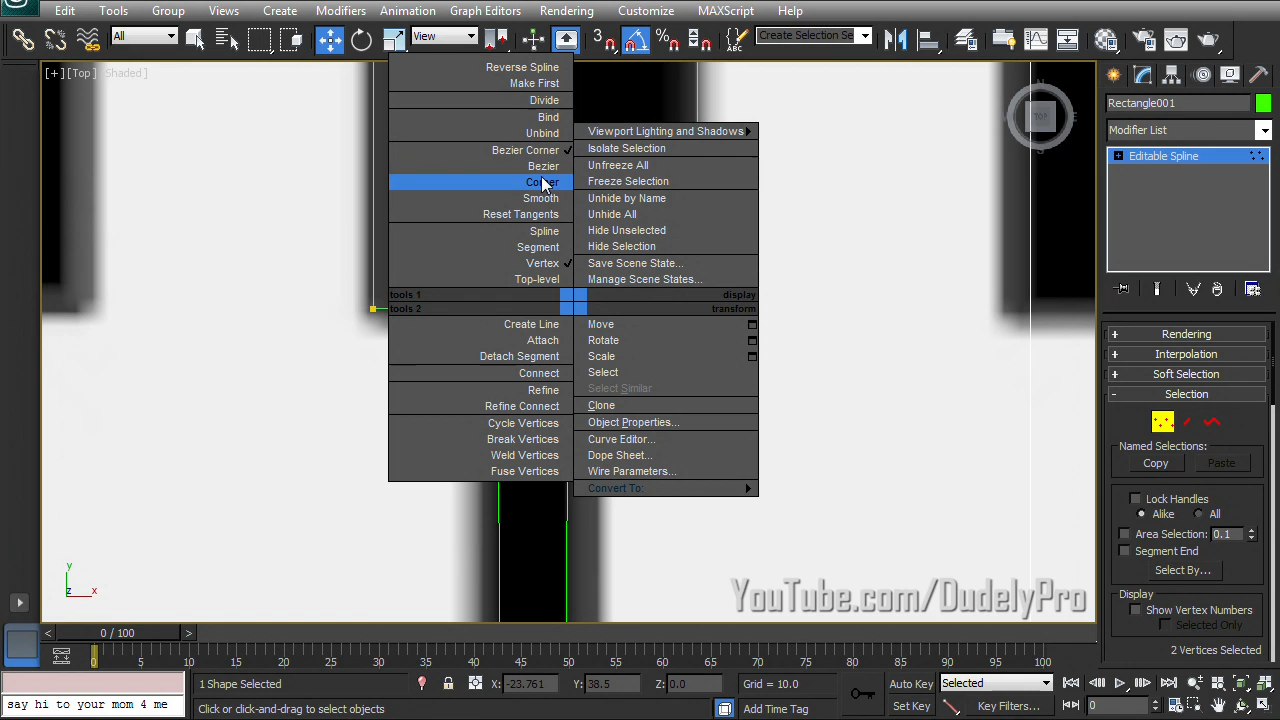 Edit Tools Group Views Create Modifiers Animation Graph Editors Rendering Customize MAXScript Help
All View 3 Create Selection Se
[+][Top][Shaded]
Reverse Spline
Make First
Divide
Bind
Unbind
Bezier Corner
Bezier
Corner
Smooth
Reset Tangents
Spline
Segment
Vertex
Top-level
tools 1
tools 2
Create Line
Attach
Detach Segment
Connect
Refine
Refine Connect
Cycle Vertices
Break Vertices
Weld Vertices
Fuse Vertices
Viewport Lighting and Shadows
Isolate Selection
Unfreeze All
Freeze Selection
Unhide by Name
Unhide All
Hide Unselected
Hide Selection
Save Scene State...
Manage Scene States...
display
transform
Move
Rotate
Scale
Select
Select Similar
Clone
Object Properties...
Curve Editor...
Dope Sheet...
Wire Parameters...
Convert To:
N
TOP
E
S
y
z x
YouTube.com/DudelyPro
Rectangle001
Modifier List
Editable Spline
+ Rendering
+ Interpolation
+ Soft Selection
- Selection
Named Selections:
Copy Paste
Lock Handles
Alike All
Area Selection: 0.1
Segment End
Select By...
Display
Show Vertex Numbers
Selected Only
2 Vertices Selected
< 0 / 100 >
0 5 10 15 20 25 30 35 40 45 50 55 60 65 70 75 80 85 90 95 100
1 Shape Selected X: -23.761 Y: 38.5 Z: 0.0 Grid = 10.0 Auto Key Selected
say hi to your mom 4 me Click or click-and-drag to select objects Add Time Tag Set Key Key Filters... 0